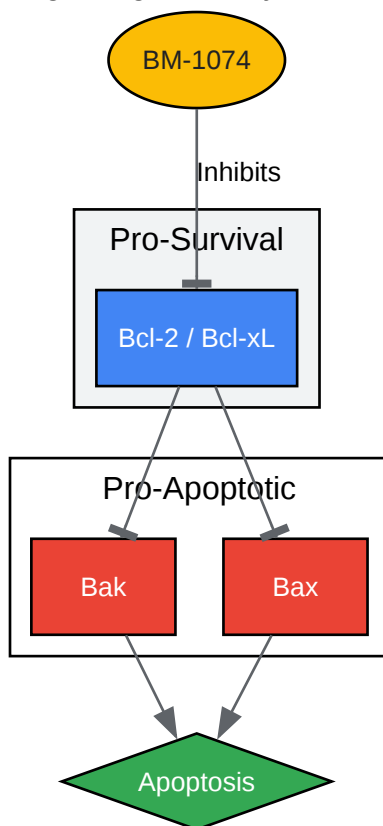 BM-1074
Inhibits
Pro-Survival
Bcl-2 / Bcl-xL
Pro-Apoptotic
Bak
Bax
Apoptosis